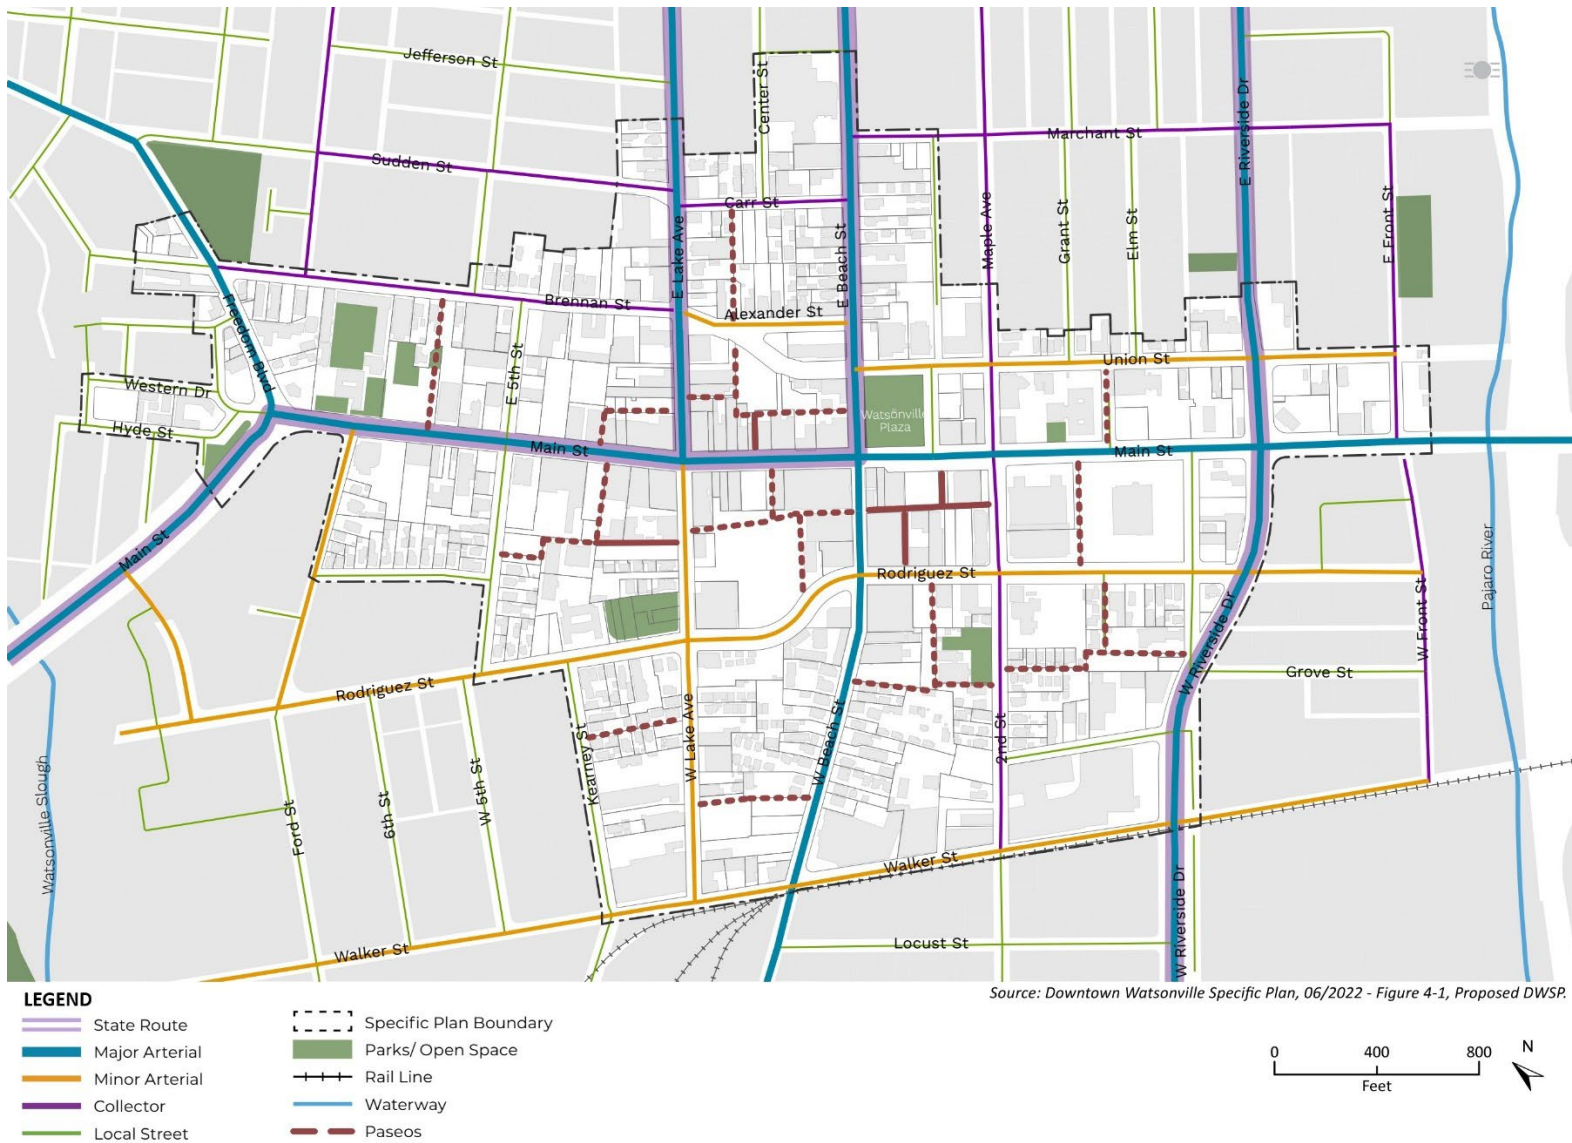 Jefferson St
Center St
E Riverside Dr
Marchant St
Sudden St
Carr St
E Lake Ave
E Beach St
Maple Ave
Grant St
Elm St
E Front St
Brennan St
Alexander St
Freedom Blvd
E 5th St
Union St
Western Dr
Hyde St
Watsonville
Plaza
Main St
Main St
Main St
Rodriguez St
Pajaro River
W Front St
W Riverside Dr
Grove St
Rodriguez St
Kearney St
W Lake Ave
W Beach St
2nd St
Watsonville Slough
Ford St
6th St
W 5th St
Walker St
Walker St
Locust St
W Riverside Dr
Source: Downtown Watsonville Specific Plan, 06/2022 - Figure 4-1, Proposed DWSP.
LEGEND
State Route
Major Arterial
Minor Arterial
Collector
Local Street
Specific Plan Boundary
Parks/ Open Space
Rail Line
Waterway
Paseos
0 400 800
Feet
N